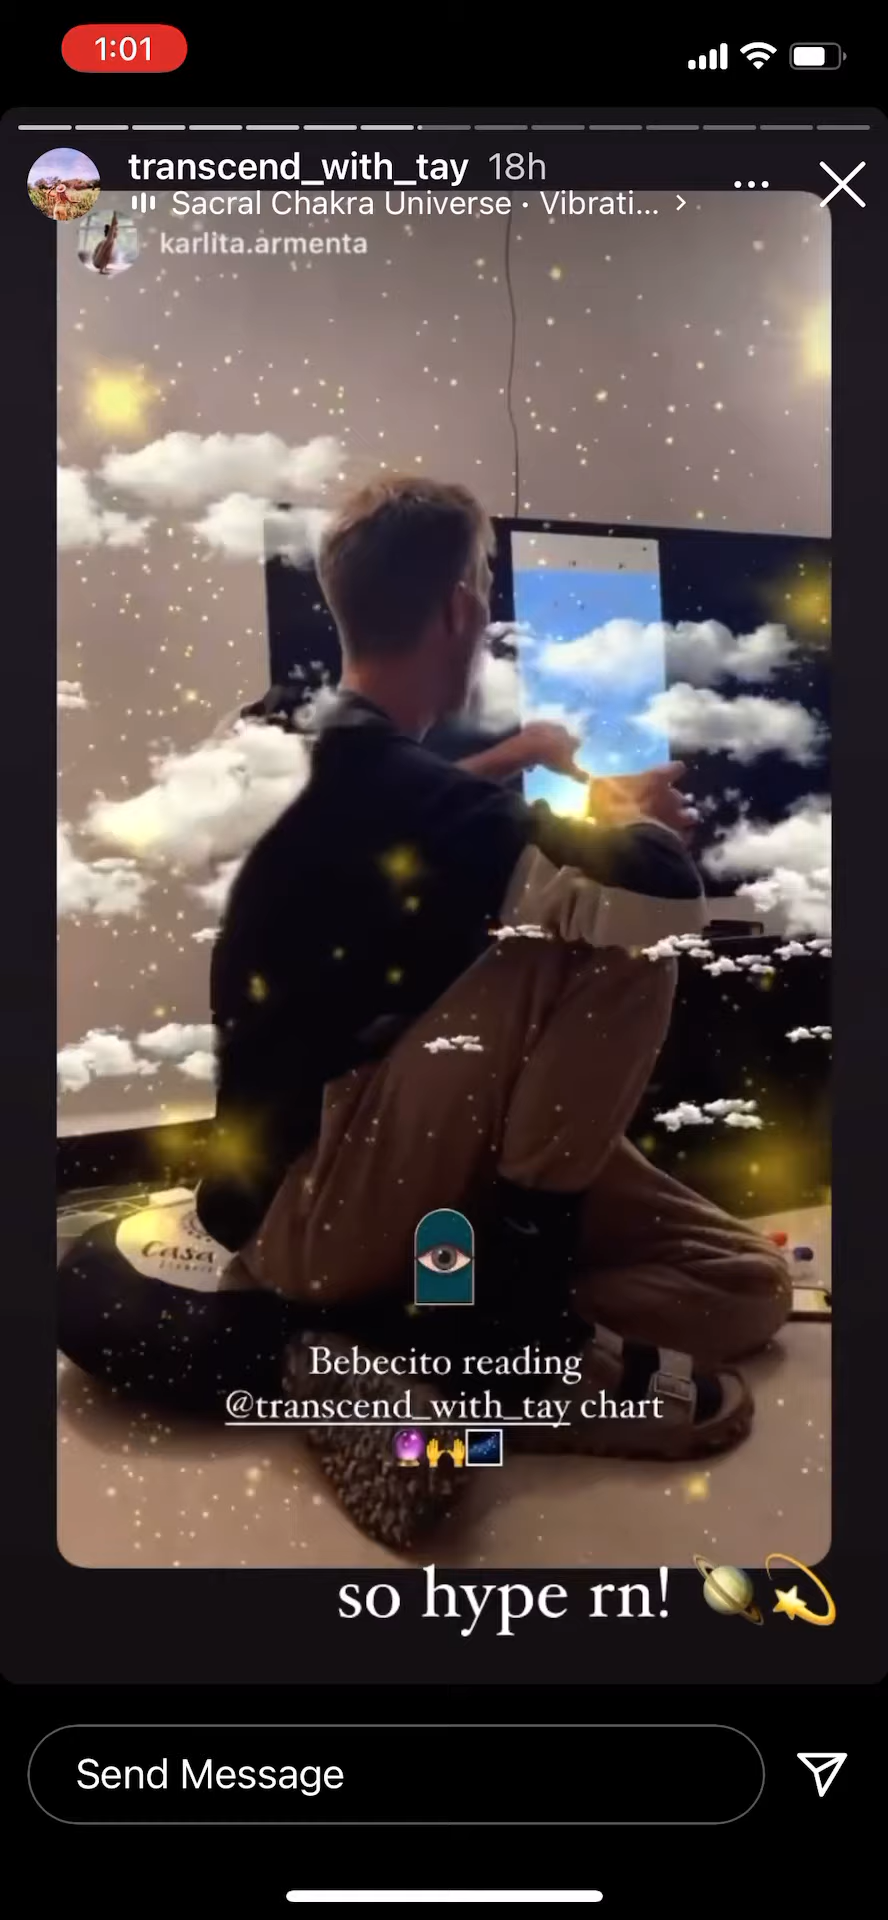 1:01
transcend_with_tay 18h
Sacral Chakra Universe · Vibrati... >
karlita.armenta
Casa
Bebecito reading
@transcend_with_tay chart
so hype rn!
Send Message